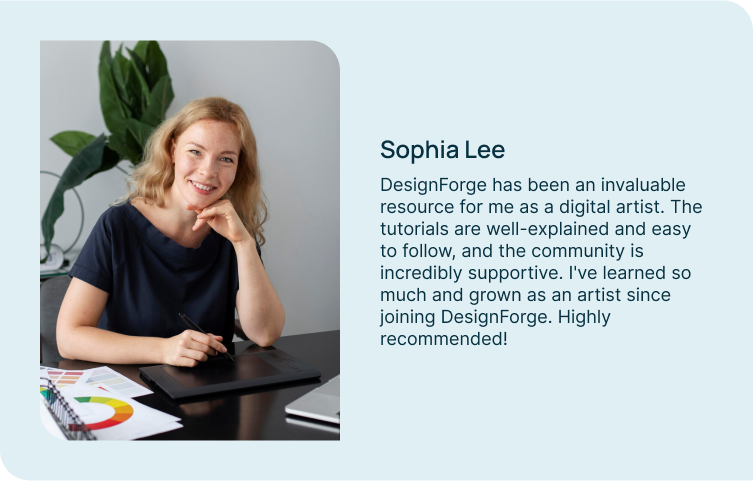 Sophia Lee
DesignForge has been an invaluable
resource for me as a digital artist. The
tutorials are well-explained and easy
to follow, and the community is
incredibly supportive. I've learned so
much and grown as an artist since
joining DesignForge. Highly
recommended!